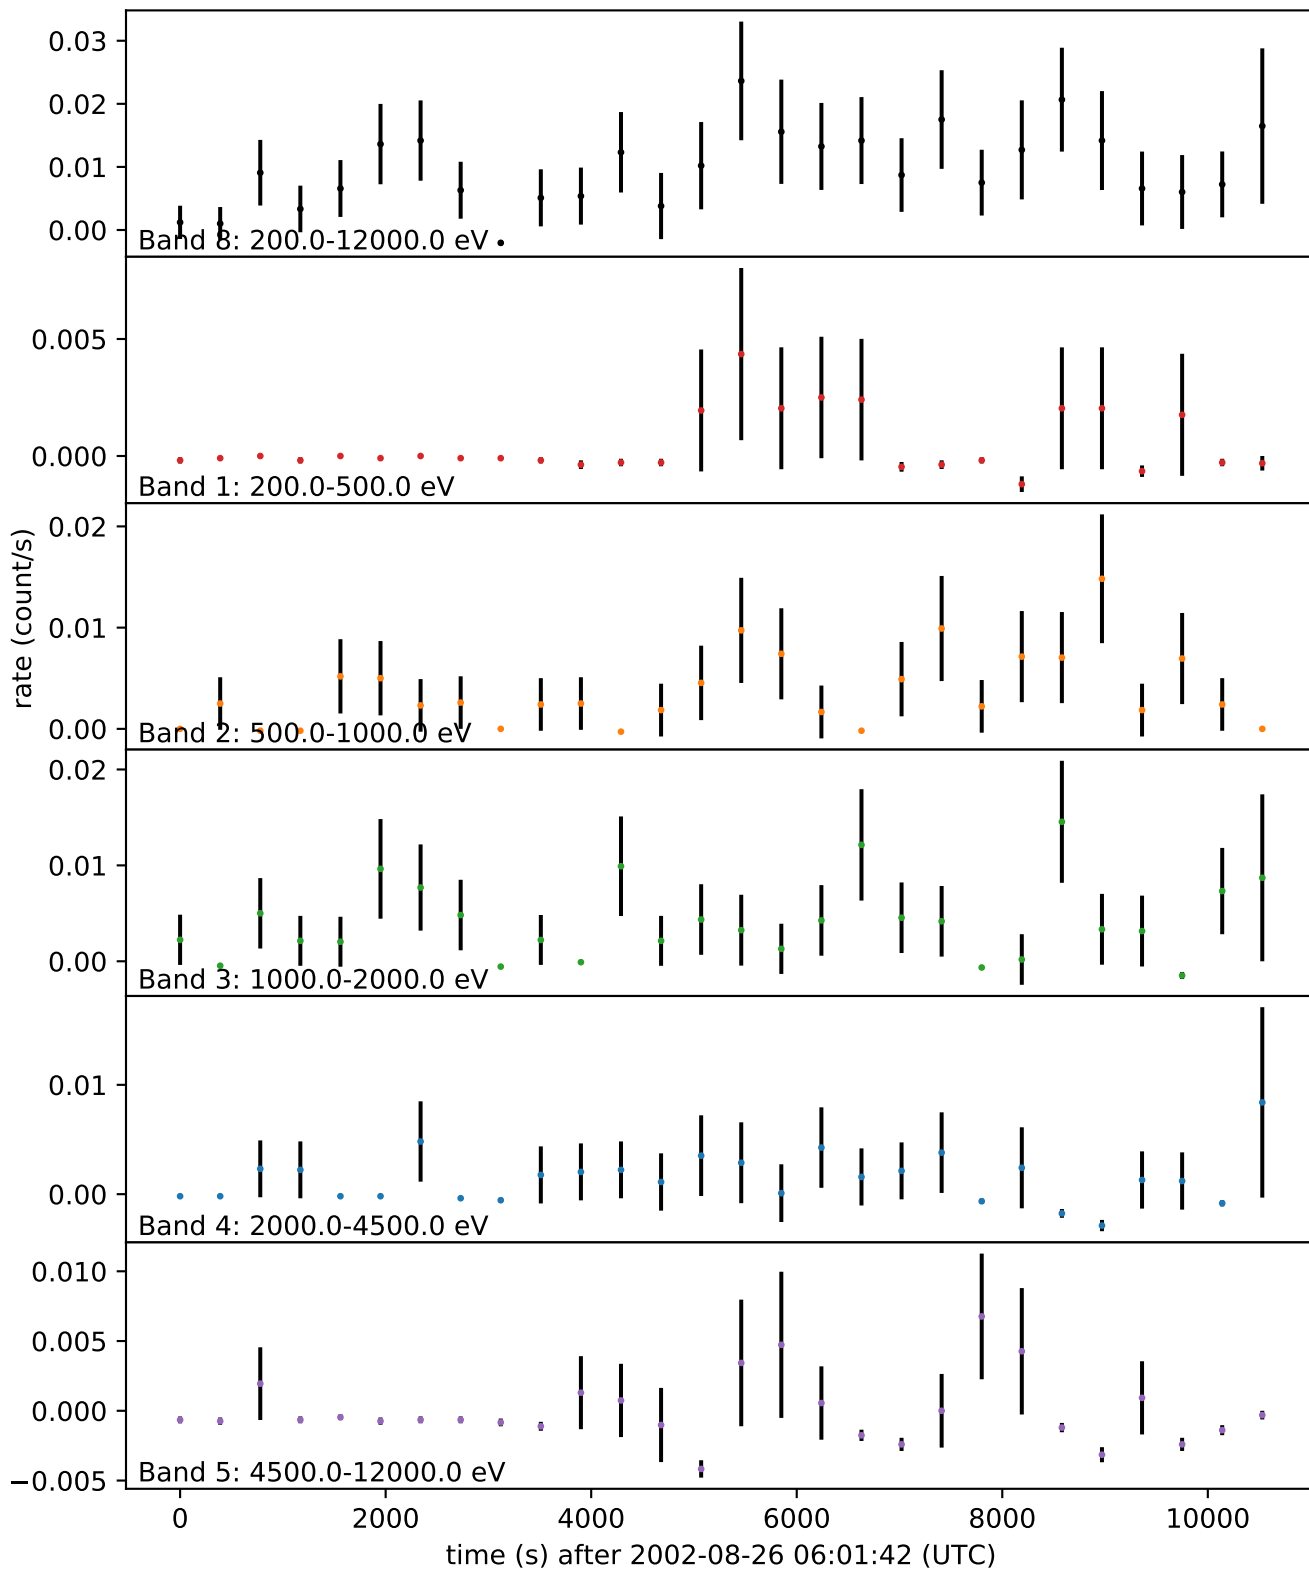 0.03
0.02
0.01
0.00
Band 8: 200.0-12000.0 eV
0.005
0.000
Band 1: 200.0-500.0 eV
rate (count/s)
0.02
0.01
0.00
Band 2: 500.0-1000.0 eV
0.02
0.01
0.00
Band 3: 1000.0-2000.0 eV
0.01
0.00
Band 4: 2000.0-4500.0 eV
0.010
0.005
0.000
−0.005
Band 5: 4500.0-12000.0 eV
0 2000 4000 6000 8000 10000
time (s) after 2002-08-26 06:01:42 (UTC)